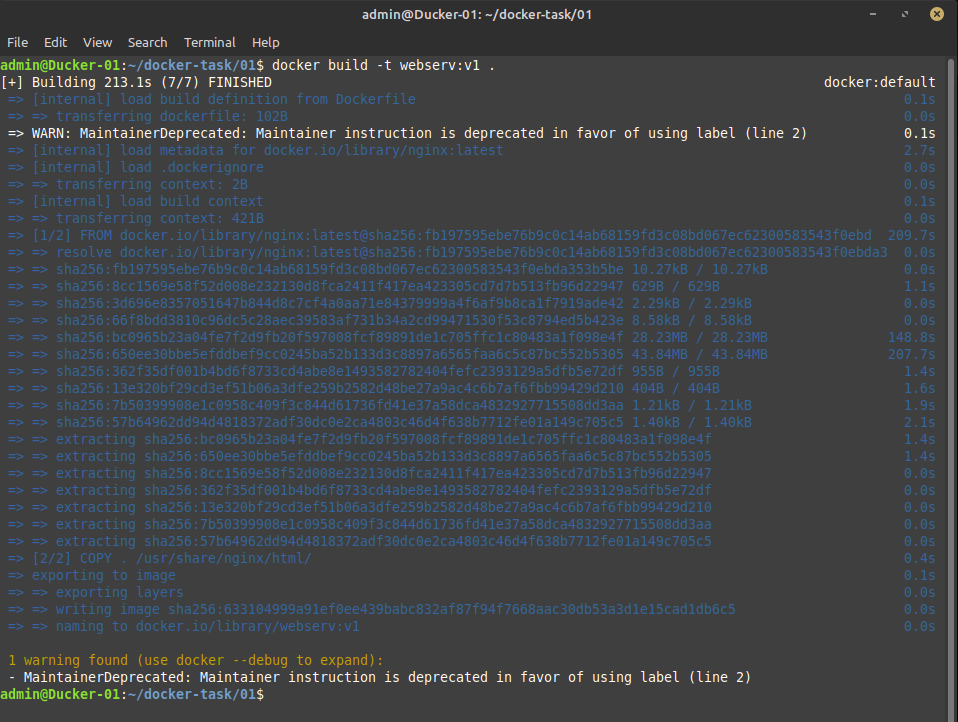 admin@Ducker-01: ~/docker-task/01
File Edit View Search Terminal Help
admin@Ducker-01:~/docker-task/01$ docker build -t webserv:v1 .
[+] Building 213.1s (7/7) FINISHED docker:default
=> [internal] load build definition from Dockerfile 0.1s
=> => transferring dockerfile: 102B 0.0s
=> WARN: MaintainerDeprecated: Maintainer instruction is deprecated in favor of using label (line 2) 0.1s
=> [internal] load metadata for docker.io/library/nginx:latest 2.7s
=> [internal] load .dockerignore 0.0s
=> => transferring context: 2B 0.0s
=> [internal] load build context 0.1s
=> => transferring context: 421B 0.0s
=> [1/2] FROM docker.io/library/nginx:latest@sha256:fb197595ebe76b9c0c14ab68159fd3c08bd067ec62300583543f0ebd 209.7s
=> => resolve docker.io/library/nginx:latest@sha256:fb197595ebe76b9c0c14ab68159fd3c08bd067ec62300583543f0ebda3 0.0s
=> => sha256:fb197595ebe76b9c0c14ab68159fd3c08bd067ec62300583543f0ebda353b5be 10.27kB / 10.27kB 0.0s
=> => sha256:8cc1569e58f52d008e232130d8fca2411f417ea423305cd7d7b513fb96d22947 629B / 629B 1.1s
=> => sha256:3d696e8357051647b844d8c7cf4a0aa71e84379999a4f6af9b8ca1f7919ade42 2.29kB / 2.29kB 0.0s
=> => sha256:66f8bdd3810c96dc5c28aec39583af731b34a2cd99471530f53c8794ed5b423e 8.58kB / 8.58kB 0.0s
=> => sha256:bc0965b23a04fe7f2d9fb20f597008fcf89891de1c705ffc1c80483a1f098e4f 28.23MB / 28.23MB 148.8s
=> => sha256:650ee30bbe5efddbef9cc0245ba52b133d3c8897a6565faa6c5c87bc552b5305 43.84MB / 43.84MB 207.7s
=> => sha256:362f35df001b4bd6f8733cd4abe8e1493582782404fefc2393129a5dfb5e72df 955B / 955B 1.4s
=> => sha256:13e320bf29cd3ef51b06a3dfe259b2582d48be27a9ac4c6b7af6fbb99429d210 404B / 404B 1.6s
=> => sha256:7b50399908e1c0958c409f3c844d61736fd41e37a58dca4832927715508dd3aa 1.21kB / 1.21kB 1.9s
=> => sha256:57b64962dd94d4818372adf30dc0e2ca4803c46d4f638b7712fe01a149c705c5 1.40kB / 1.40kB 2.1s
=> => extracting sha256:bc0965b23a04fe7f2d9fb20f597008fcf89891de1c705ffc1c80483a1f098e4f 1.4s
=> => extracting sha256:650ee30bbe5efddbef9cc0245ba52b133d3c8897a6565faa6c5c87bc552b5305 1.4s
=> => extracting sha256:8cc1569e58f52d008e232130d8fca2411f417ea423305cd7d7b513fb96d22947 0.0s
=> => extracting sha256:362f35df001b4bd6f8733cd4abe8e1493582782404fefc2393129a5dfb5e72df 0.0s
=> => extracting sha256:13e320bf29cd3ef51b06a3dfe259b2582d48be27a9ac4c6b7af6fbb99429d210 0.0s
=> => extracting sha256:7b50399908e1c0958c409f3c844d61736fd41e37a58dca4832927715508dd3aa 0.0s
=> => extracting sha256:57b64962dd94d4818372adf30dc0e2ca4803c46d4f638b7712fe01a149c705c5 0.0s
=> [2/2] COPY . /usr/share/nginx/html/ 0.4s
=> exporting to image 0.1s
=> => exporting layers 0.0s
=> => writing image sha256:633104999a91ef0ee439babc832af87f94f7668aac30db53a3d1e15cad1db6c5 0.0s
=> => naming to docker.io/library/webserv:v1 0.0s
1 warning found (use docker --debug to expand):
- MaintainerDeprecated: Maintainer instruction is deprecated in favor of using label (line 2)
admin@Ducker-01:~/docker-task/01$